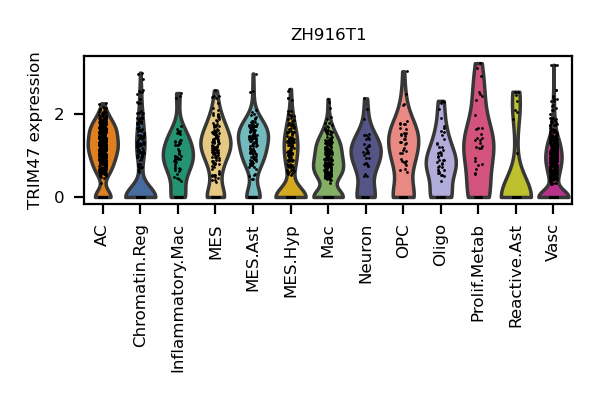 ZH916T1
TRIM47 expression
2
0
AC
Chromatin.Reg
Inflammatory.Mac
MES
MES.Ast
MES.Hyp
Mac
Neuron
OPC
Oligo
Prolif.Metab
Reactive.Ast
Vasc